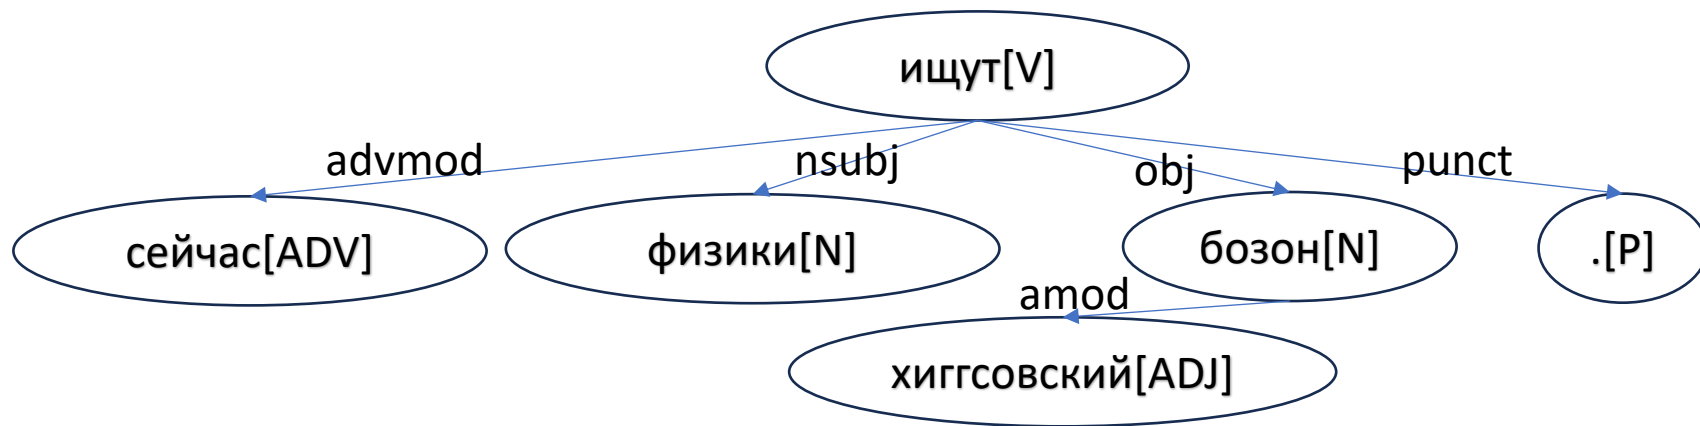 ищут[V]
advmod
nsubj
obj
punct
сейчас[ADV]
физики[N]
бозон[N]
.[P]
amod
хиггсовский[ADJ]